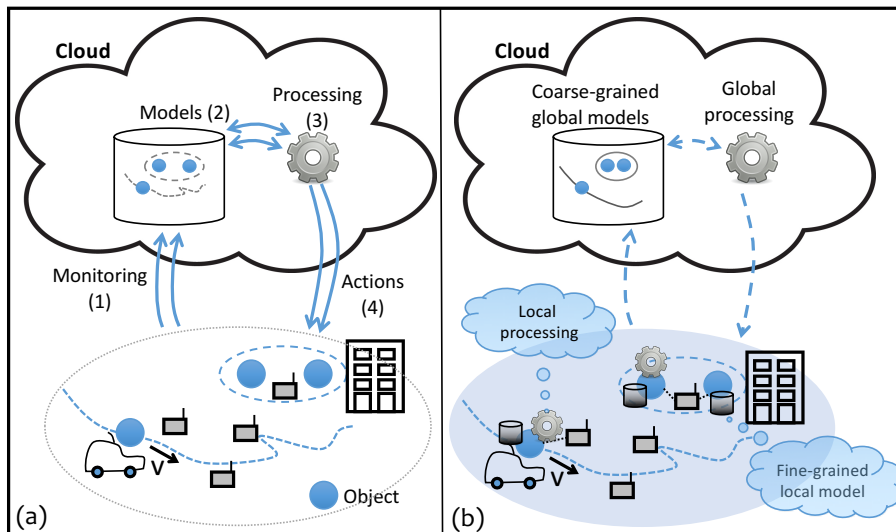 Cloud
Processing
(3)
Models (2)
Monitoring
(1)
Actions
(4)
V
Object
(a)
Cloud
Coarse-grained
global models
Global
processing
Local
processing
V
Fine-grained
local model
(b)